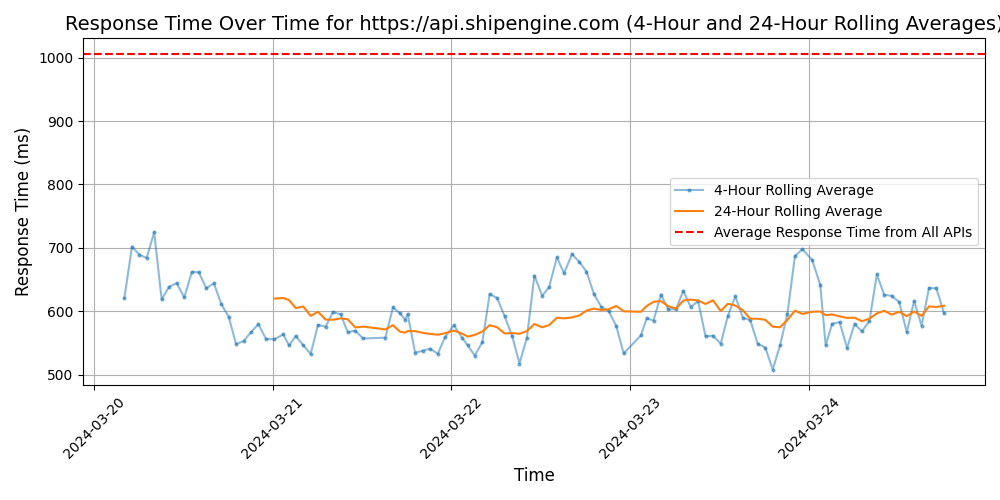 Response Time Over Time for https://api.shipengine.com (4-Hour and 24-Hour Rolling Averages)
Response Time (ms)
1000
900
800
700
600
500
4-Hour Rolling Average
24-Hour Rolling Average
Average Response Time from All APIs
2024-03-20
2024-03-21
2024-03-22
2024-03-23
2024-03-24
Time